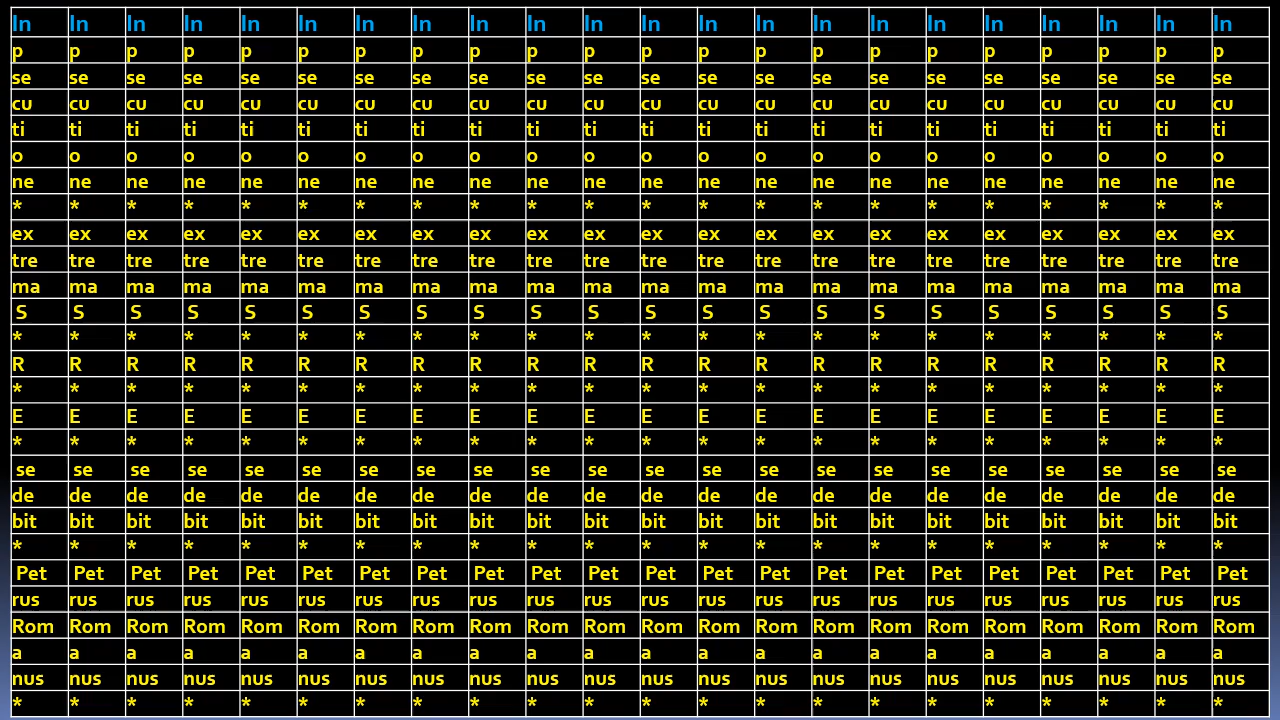 In In In In In In In In In In In In In In In In In In In In In In
p p p p p p p p p p p p p p p p p p p p p p
se se se se se se se se se se se se se se se se se se se se se se
cu cu cu cu cu cu cu cu cu cu cu cu cu cu cu cu cu cu cu cu cu cu
ti ti ti ti ti ti ti ti ti ti ti ti ti ti ti ti ti ti ti ti ti ti
o o o o o o o o o o o o o o o o o o o o o o
ne ne ne ne ne ne ne ne ne ne ne ne ne ne ne ne ne ne ne ne ne ne
* * * * * * * * * * * * * * * * * * * * * *
ex ex ex ex ex ex ex ex ex ex ex ex ex ex ex ex ex ex ex ex ex ex
tre tre tre tre tre tre tre tre tre tre tre tre tre tre tre tre tre tre tre tre tre tre
ma ma ma ma ma ma ma ma ma ma ma ma ma ma ma ma ma ma ma ma ma ma
S S S S S S S S S S S S S S S S S S S S S S
* * * * * * * * * * * * * * * * * * * * * *
R R R R R R R R R R R R R R R R R R R R R R
* * * * * * * * * * * * * * * * * * * * * *
E E E E E E E E E E E E E E E E E E E E E E
* * * * * * * * * * * * * * * * * * * * * *
se se se se se se se se se se se se se se se se se se se se se se
de de de de de de de de de de de de de de de de de de de de de de
bit bit bit bit bit bit bit bit bit bit bit bit bit bit bit bit bit bit bit bit bit bit
* * * * * * * * * * * * * * * * * * * * * *
Pet Pet Pet Pet Pet Pet Pet Pet Pet Pet Pet Pet Pet Pet Pet Pet Pet Pet Pet Pet Pet Pet
rus rus rus rus rus rus rus rus rus rus rus rus rus rus rus rus rus rus rus rus rus rus
Rom Rom Rom Rom Rom Rom Rom Rom Rom Rom Rom Rom Rom Rom Rom Rom Rom Rom Rom Rom Rom Rom
a a a a a a a a a a a a a a a a a a a a a a
nus nus nus nus nus nus nus nus nus nus nus nus nus nus nus nus nus nus nus nus nus nus
* * * * * * * * * * * * * * * * * * * * * *